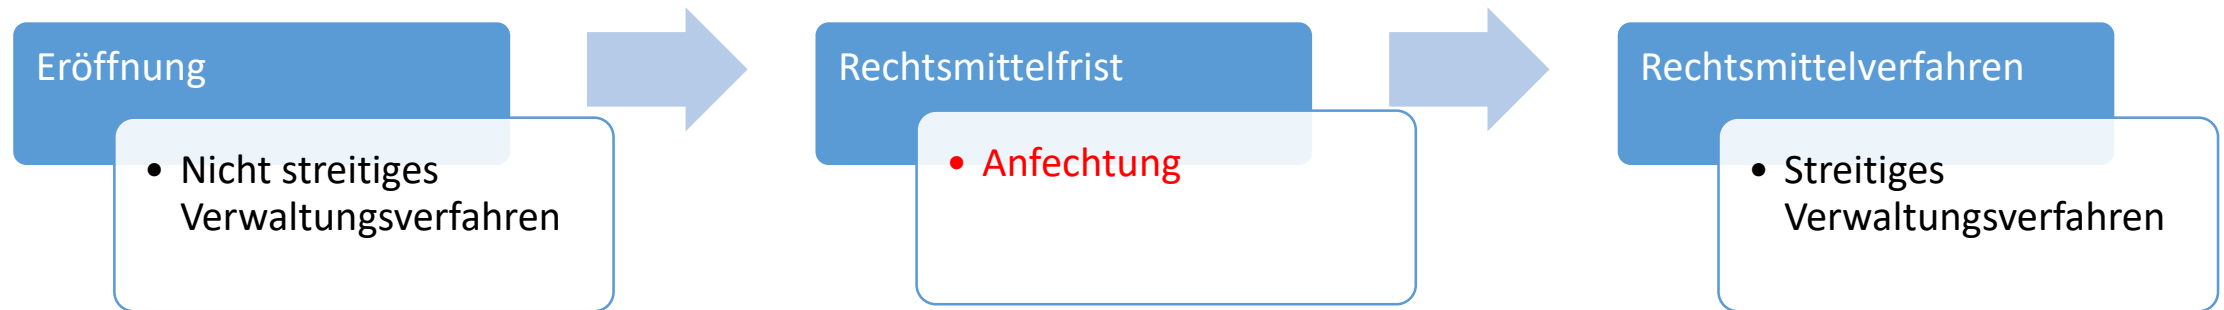 Eröffnung
• Nicht streitiges
Verwaltungsverfahren
Rechtsmittelfrist
• Anfechtung
Rechtsmittelverfahren
• Streitiges
Verwaltungsverfahren